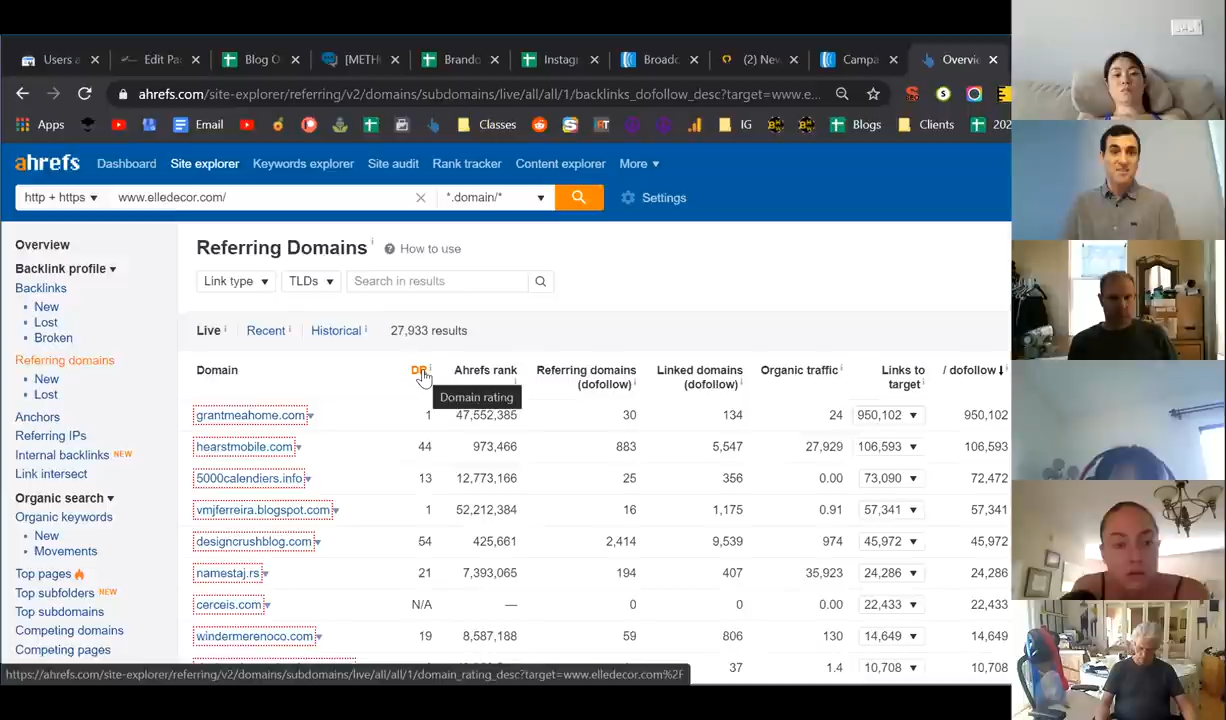 Users a
Edit Pa
Blog O
[METH
Brando
Instag
Broad
(2) Nev
Campa
Overvi
ahrefs.com/site-explorer/referring/v2/domains/subdomains/live/all/all/1/backlinks_dofollow_desc?target=www.e...
Apps
Email
Classes
IG
Blogs
Clients
202
ahrefs
Dashboard
Site explorer
Keywords explorer
Site audit
Rank tracker
Content explorer
More
http + https
www.elledecor.com/
*.domain/*
Settings
Overview
Backlink profile
Backlinks
New
Lost
Broken
Referring domains
New
Lost
Anchors
Referring IPs
Internal backlinks NEW
Link intersect
Organic search
Organic keywords
New
Movements
Top pages
Top subfolders NEW
Top subdomains
Competing domains
Competing pages
Referring Domains
How to use
Link type
TLDs
Search in results
Live Recent Historical 27,933 results
Domain DR Ahrefs rank Referring domains (dofollow) Linked domains (dofollow) Organic traffic Links to target / dofollow
Domain rating
grantmeahome.com 1 47,552,385 30 134 24 950,102 950,102
hearstmobile.com 44 973,466 883 5,547 27,929 106,593 106,593
5000calendiers.info 13 12,773,166 25 356 0.00 73,090 72,472
vmjferreira.blogspot.com 1 52,212,384 16 1,175 0.91 57,341 57,341
designcrushblog.com 54 425,661 2,414 9,539 974 45,972 45,972
namestaj.rs 21 7,393,065 194 407 35,923 24,286 24,286
cerceis.com N/A — 0 0 0.00 22,433 22,433
windermerenoco.com 19 8,587,188 59 806 130 14,649 14,649
37 1.4 10,708 10,708
https://ahrefs.com/site-explorer/referring/v2/domains/subdomains/live/all/all/1/domain_rating_desc?target=www.elledecor.com%2F